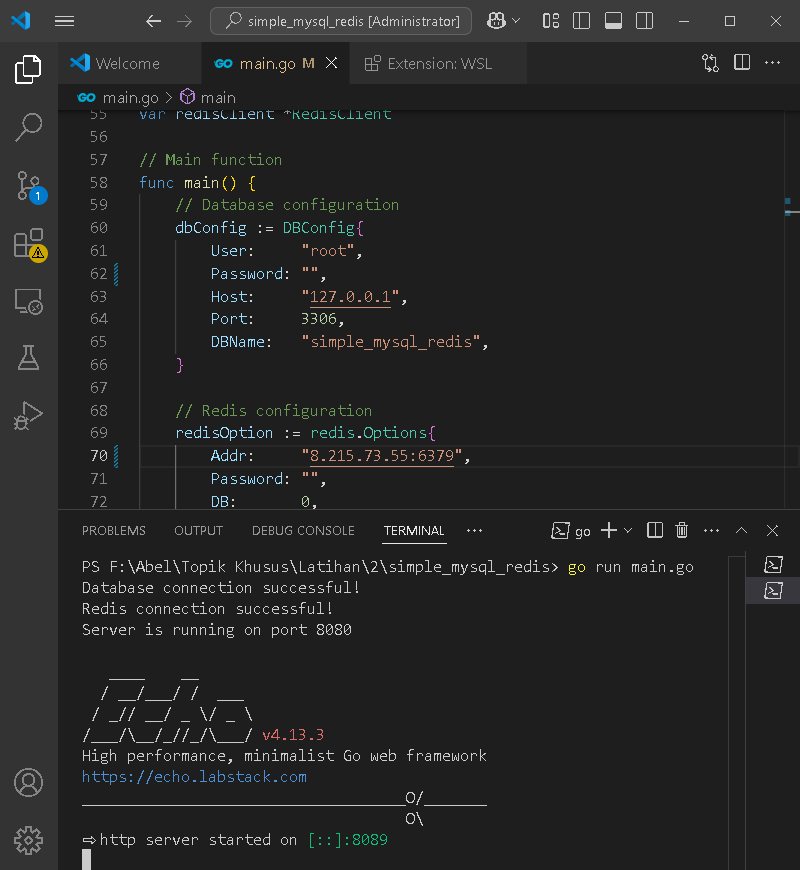 simple_mysql_redis [Administrator]
Welcome
main.go M
Extension: WSL
main.go > main
55 var redisClient *RedisClient
56
57 // Main function
58 func main() {
59 // Database configuration
60 dbConfig := DBConfig{
61 User: "root",
62 Password: "",
63 Host: "127.0.0.1",
64 Port: 3306,
65 DBName: "simple_mysql_redis",
66 }
67
68 // Redis configuration
69 redisOption := redis.Options{
70 Addr: "8.215.73.55:6379",
71 Password: "",
72 DB: 0,
1
PROBLEMS OUTPUT DEBUG CONSOLE TERMINAL ... go
PS F:\Abel\Topik Khusus\Latihan\2\simple_mysql_redis> go run main.go
Database connection successful!
Redis connection successful!
Server is running on port 8080
   ____    __
  / __/___/ /  ___
 / _// __/ _ \/ _ \
/___/\__/_//_/\___/ v4.13.3
High performance, minimalist Go web framework
https://echo.labstack.com
____________________________________O/_______
                                    O\
⇨ http server started on [::]:8089